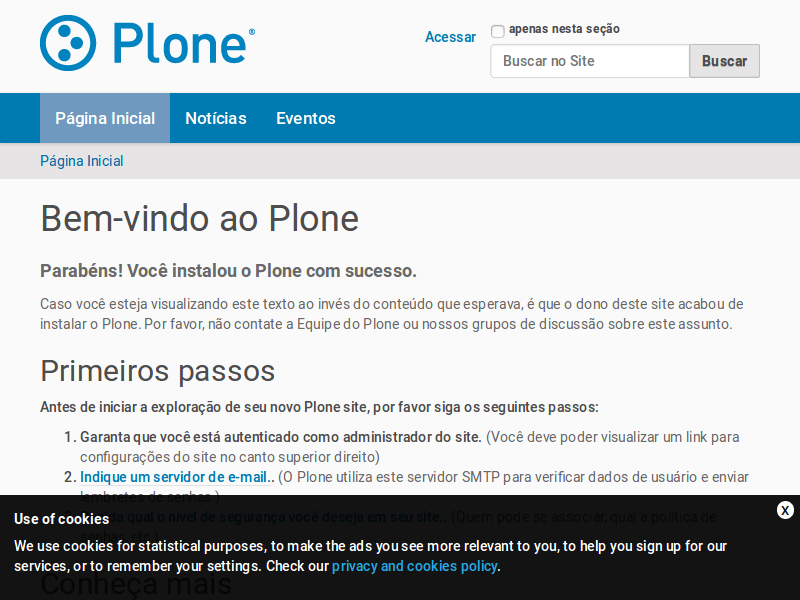 Plone®
Acessar
apenas nesta seção
Buscar no Site
Buscar
Página Inicial
Notícias
Eventos
Página Inicial
Bem-vindo ao Plone
Parabéns! Você instalou o Plone com sucesso.
Caso você esteja visualizando este texto ao invés do conteúdo que esperava, é que o dono deste site acabou de
instalar o Plone. Por favor, não contate a Equipe do Plone ou nossos grupos de discussão sobre este assunto.
Primeiros passos
Antes de iniciar a exploração de seu novo Plone site, por favor siga os seguintes passos:
1. Garanta que você está autenticado como administrador do site. (Você deve poder visualizar um link para
configurações do site no canto superior direito)
2. Indique um servidor de e-mail.. (O Plone utiliza este servidor SMTP para verificar dados de usuário e enviar
lembretes de senhas.)
qual o nível de segurança você deseja em seu site.. (Quem pode se associar, qual a política de
senhas, etc.)
X
Use of cookies
We use cookies for statistical purposes, to make the ads you see more relevant to you, to help you sign up for our
services, or to remember your settings. Check our privacy and cookies policy.
Conheça mais